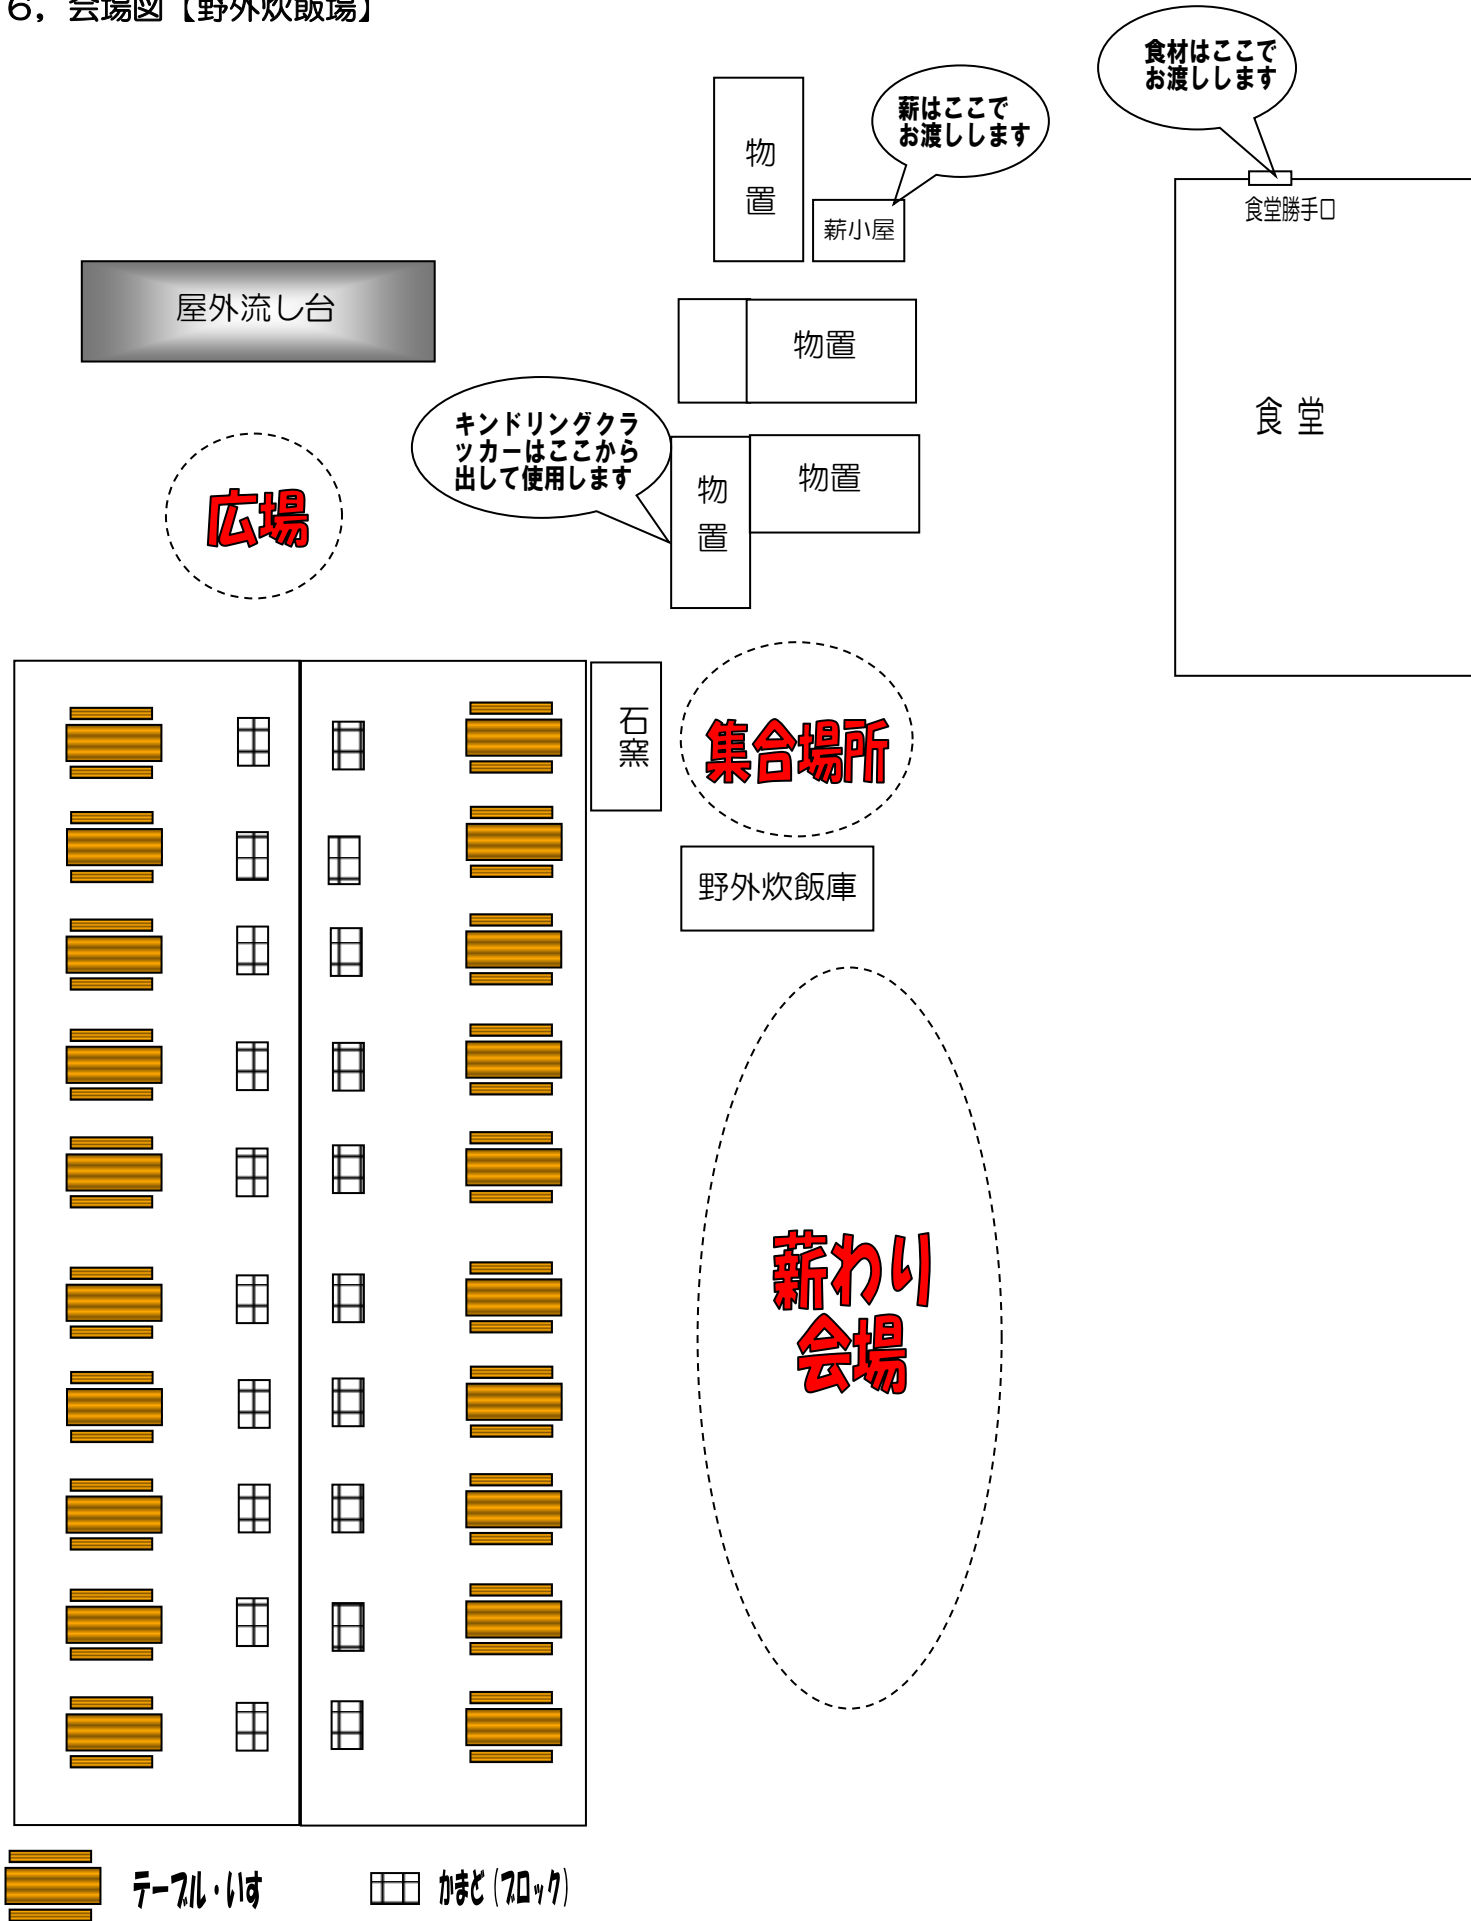 ６，会場図【野外炊飯場】
食材はここで
お渡しします
薪はここで
お渡しします
物
置
薪小屋
食堂勝手口
屋外流し台
物置
食 堂
キンドリングクラ
ッカーはここから
出して使用します
物置
物
置
広場
石
窯
集合場所
野外炊飯庫
薪わり
会場
テーブル・いす
かまど（ブロック）